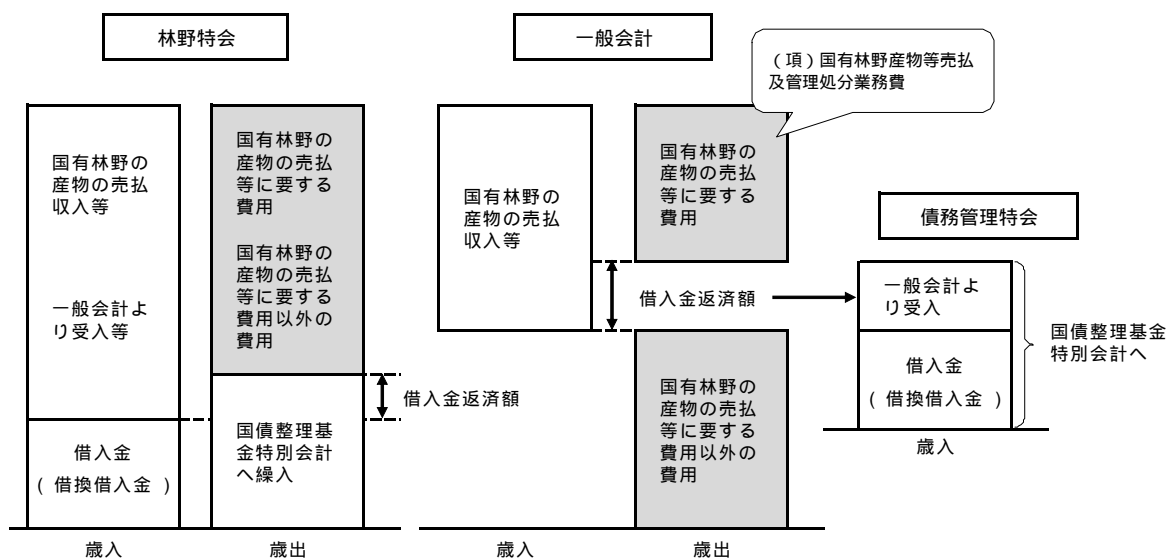 林野特会
一般会計
(項)国有林野産物等売払
及管理処分業務費
国有林野の
産物の売払
収入等
一般会計よ
り受入等
借入金
(借換借入金)
歳入
国有林野の
産物の売払
等に要する
費用
国有林野の
産物の売払
等に要する
費用以外の
費用
借入金返済額
国債整理基
金特別会計
へ繰入
歳出
国有林野の
産物の売払
収入等
歳入
国有林野の
産物の売払
等に要する
費用
借入金返済額
国有林野の
産物の売払
等に要する
費用以外の
費用
歳出
債務管理特会
一般会計よ
り受入
借入金
(借換借入金)
歳入
国債整理基金
特別会計へ